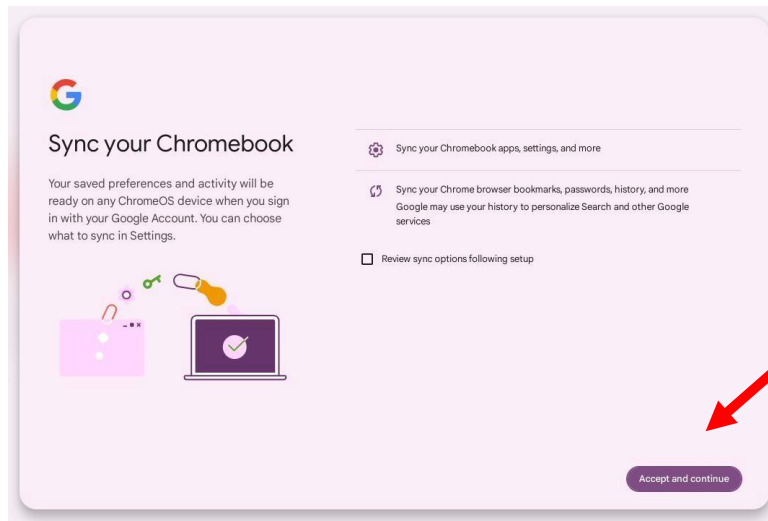 Sync your Chromebook
Your saved preferences and activity will be
ready on any ChromeOS device when you sign
in with your Google Account. You can choose
what to sync in Settings.
Sync your Chromebook apps, settings, and more
Sync your Chrome browser bookmarks, passwords, history, and more
Google may use your history to personalize Search and other Google
services
Review sync options following setup
Accept and continue